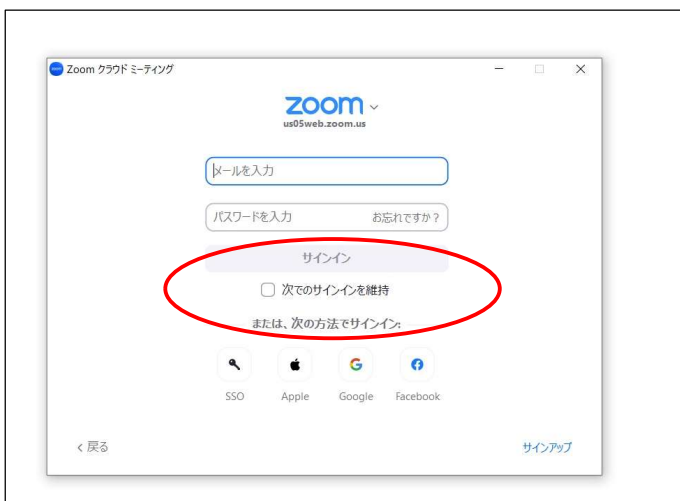 Zoom クラウド ミーティング
zoom
us05web.zoom.us
メールを入力
パスワードを入力 お忘れですか?
サインイン
次でのサインインを維持
または、次の方法でサインイン:
SSO Apple Google Facebook
< 戻る サインアップ